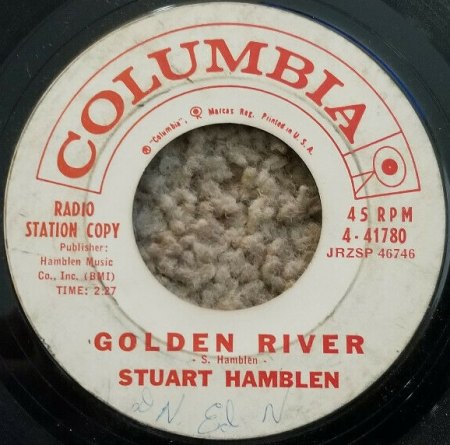 COLUMBIA
® "Columbia", Marcas Reg. Printed in U.S.A.
RADIO
STATION COPY
Publisher:
Hamblen Music
Co., Inc. (BMI)
TIME: 2:27
45 RPM
4-41780
JRZSP 46746
GOLDEN RIVER
- S. Hamblen -
STUART HAMBLEN